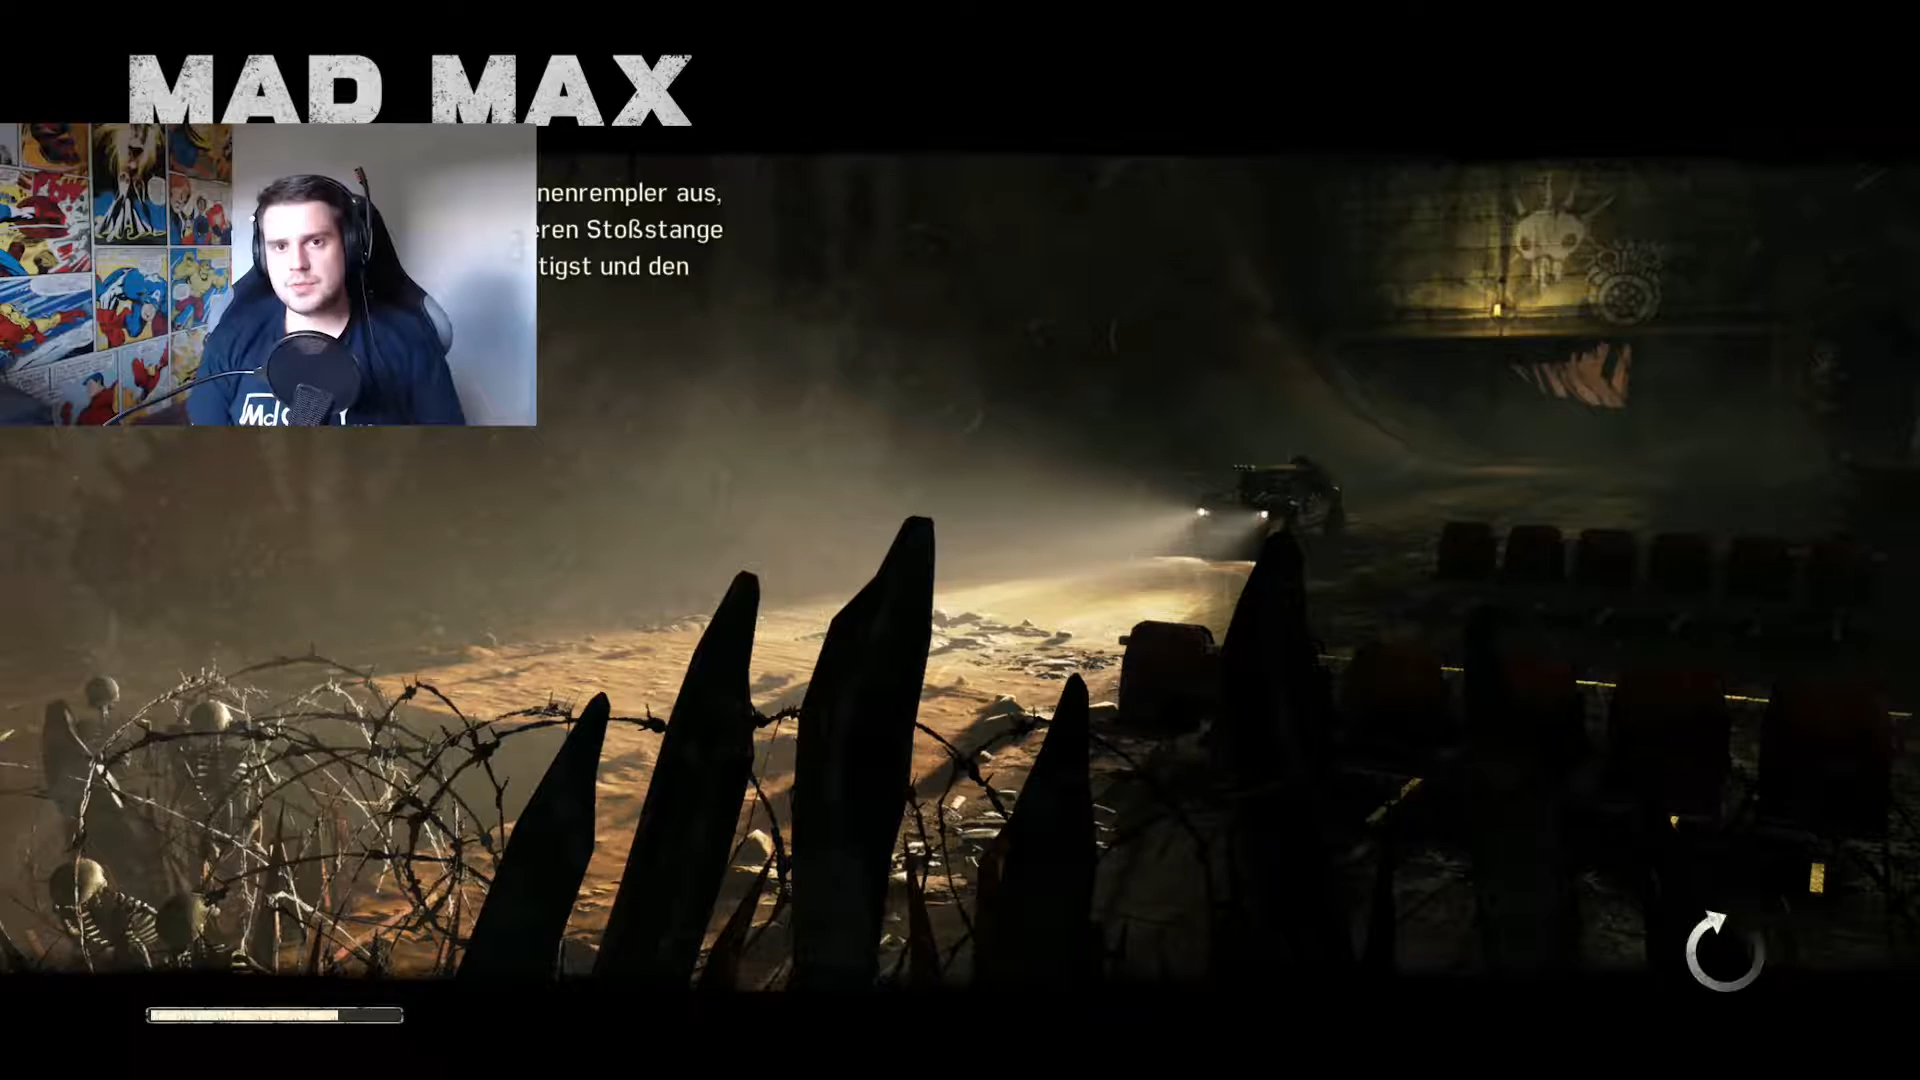 MAD MAX
nenrempler aus,
eren Stoßstange
tigst und den